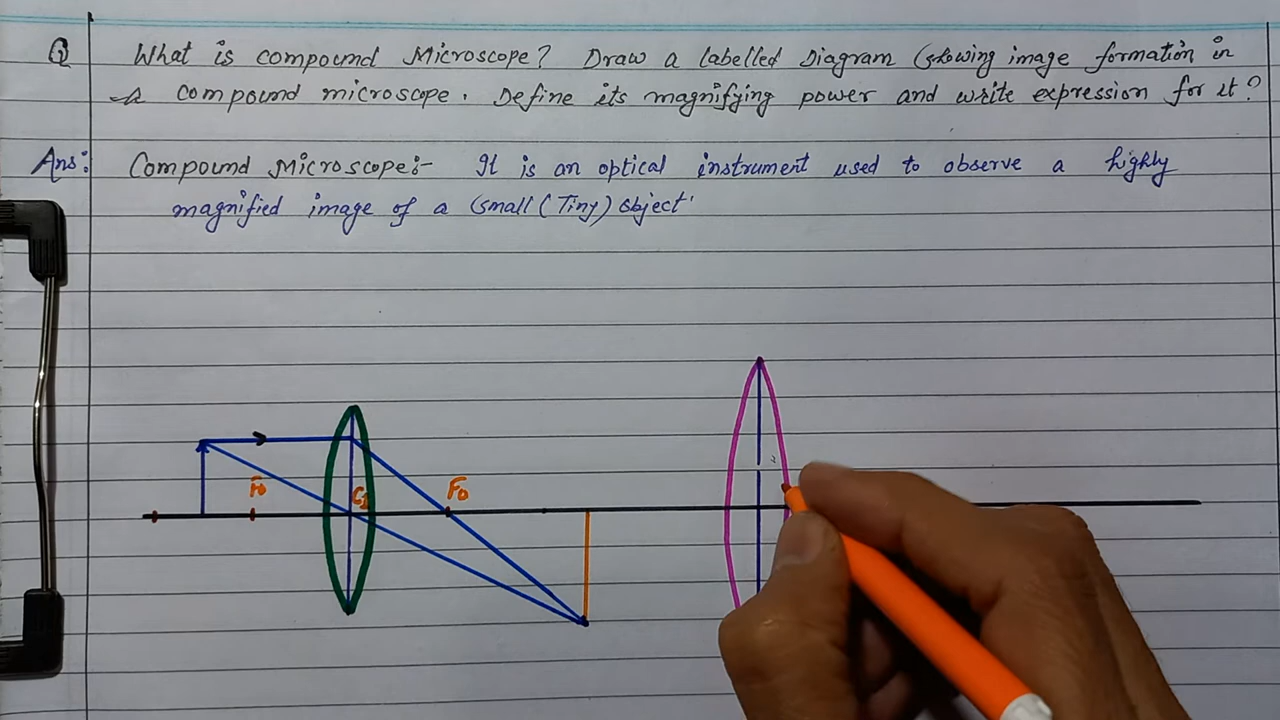 Q What is compound Microscope? Draw a labelled Diagram showing image formation in
a compound microscope. Define its magnifying power and write expression for it?
Ans: Compound Microscope:- It is an optical instrument used to observe a highly
magnified image of a small (Tiny) object.
Fo C1 Fo